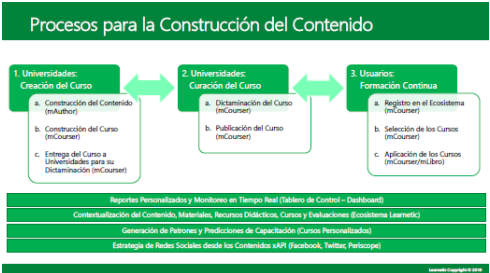 Procesos para la Construcción del Contenido
1. Universidades:
Creación del Curso
a. Construcción del Contenido
(mAuthor)
b. Construcción del Curso
(mCourser)
c. Entrega del Curso a
Universidades para su
Dictaminación (mCourser)
2. Universidades:
Curación del Curso
a. Dictaminación del Curso
(mCourser)
b. Publicación del Curso
(mCourser)
3. Usuarios:
Formación Continua
a. Registro en el Ecosistema
(mCourser)
b. Selección de los Cursos
(mCourser)
c. Aplicación de los Cursos
(mCourser/mLibro)
Reportes Personalizados y Monitoreo en Tiempo Real (Tablero de Control – Dashboard)
Contextualización del Contenido, Materiales, Recursos Didácticos, Cursos y Evaluaciones (Ecosistema Learnetic)
Generación de Patrones y Predicciones de Capacitación (Cursos Personalizados)
Estrategia de Redes Sociales desde los Contenidos xAPI (Facebook, Twitter, Periscope)
Learnetic Copyright © 2016